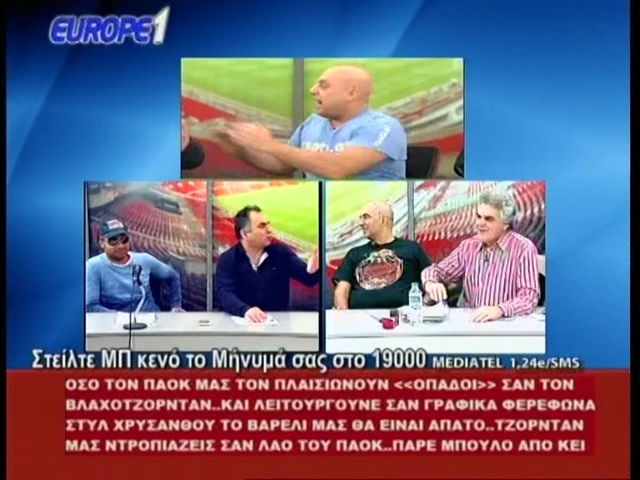 EUROPE1
Στείλτε ΜΠ κενό το Μήνυμά σας στο 19000 MEDIATEL 1,24e/SMS
ΟΣΟ ΤΟΝ ΠΑΟΚ ΜΑΣ ΤΟΝ ΠΛΑΙΣΙΩΝΟΥΝ <<ΟΠΑΔΟΙ>> ΣΑΝ ΤΟΝ
ΒΛΑΧΟΤΖΟΡΝΤΑΝ..ΚΑΙ ΛΕΙΤΟΥΡΓΟΥΝΕ ΣΑΝ ΓΡΑΦΙΚΑ ΦΕΡΕΦΩΝΑ
ΣΤΥΛ ΧΡΥΣΑΝΘΟΥ ΤΟ ΒΑΡΕΛΙ ΜΑΣ ΘΑ ΕΙΝΑΙ ΑΠΑΤΟ..ΤΖΟΡΝΤΑΝ
ΜΑΣ ΝΤΡΟΠΙΑΖΕΙΣ ΣΑΝ ΛΑΟ ΤΟΥ ΠΑΟΚ..ΠΑΡΕ ΜΠΟΥΛΟ ΑΠΟ ΚΕΙ